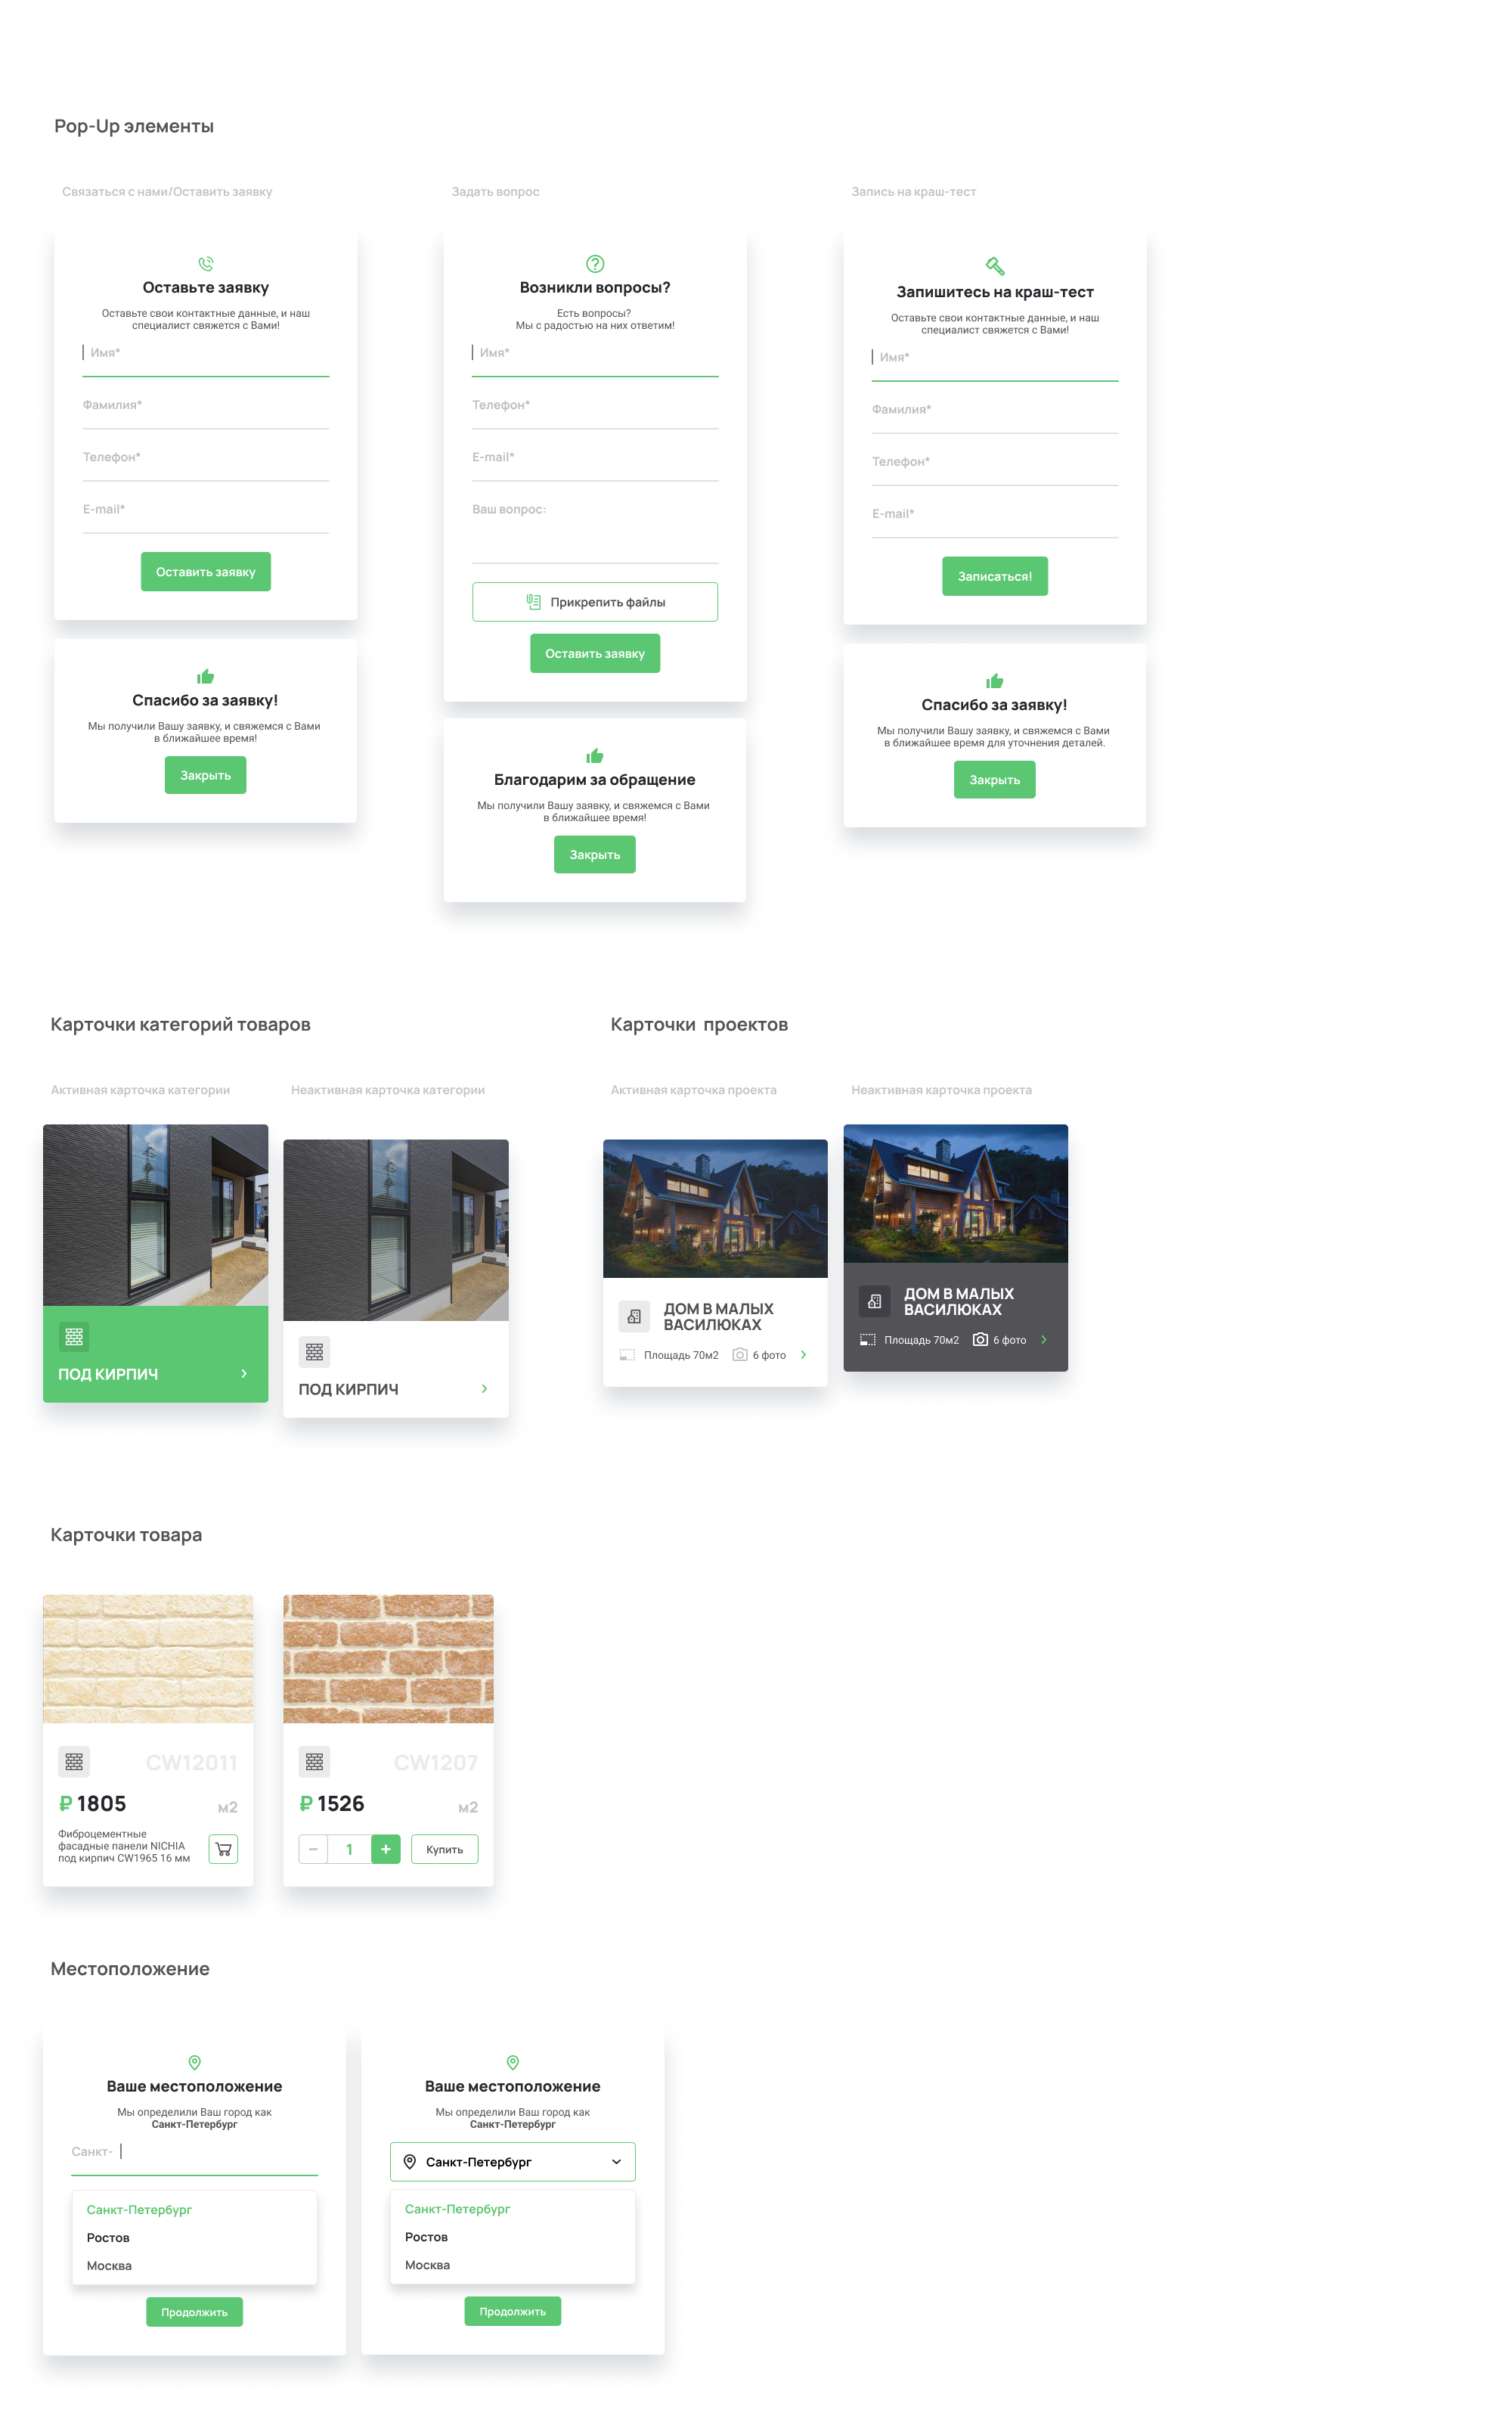 Pop-Up элементы
Связаться с нами/Оставить заявку
Оставьте заявку
Оставьте свои контактные данные, и наш
специалист свяжется с Вами!
Имя*
Фамилия*
Телефон*
E-mail*
Оставить заявку
Спасибо за заявку!
Мы получили Вашу заявку, и свяжемся с Вами
в ближайшее время!
Закрыть
Задать вопрос
Возникли вопросы?
Есть вопросы?
Мы с радостью на них ответим!
Имя*
Телефон*
E-mail*
Ваш вопрос:
Прикрепить файлы
Оставить заявку
Благодарим за обращение
Мы получили Вашу заявку, и свяжемся с Вами
в ближайшее время!
Закрыть
Запись на краш-тест
Запишитесь на краш-тест
Оставьте свои контактные данные, и наш
специалист свяжется с Вами!
Имя*
Фамилия*
Телефон*
E-mail*
Записаться!
Спасибо за заявку!
Мы получили Вашу заявку, и свяжемся с Вами
в ближайшее время для уточнения деталей.
Закрыть
Карточки категорий товаров
Активная карточка категории
ПОД КИРПИЧ
Неактивная карточка категории
ПОД КИРПИЧ
Карточки проектов
Активная карточка проекта
ДОМ В МАЛЫХ
ВАСИЛЮКАХ
Площадь 70м2 6 фото
Неактивная карточка проекта
ДОМ В МАЛЫХ
ВАСИЛЮКАХ
Площадь 70м2 6 фото
Карточки товара
CW12011
₽ 1805 м2
Фиброцементные
фасадные панели NICHIA
под кирпич CW1965 16 мм
CW1207
₽ 1526 м2
− 1 + Купить
Местоположение
Ваше местоположение
Мы определили Ваш город как
Санкт-Петербург
Санкт-
Санкт-Петербург
Ростов
Москва
Продолжить
Ваше местоположение
Мы определили Ваш город как
Санкт-Петербург
Санкт-Петербург
Санкт-Петербург
Ростов
Москва
Продолжить